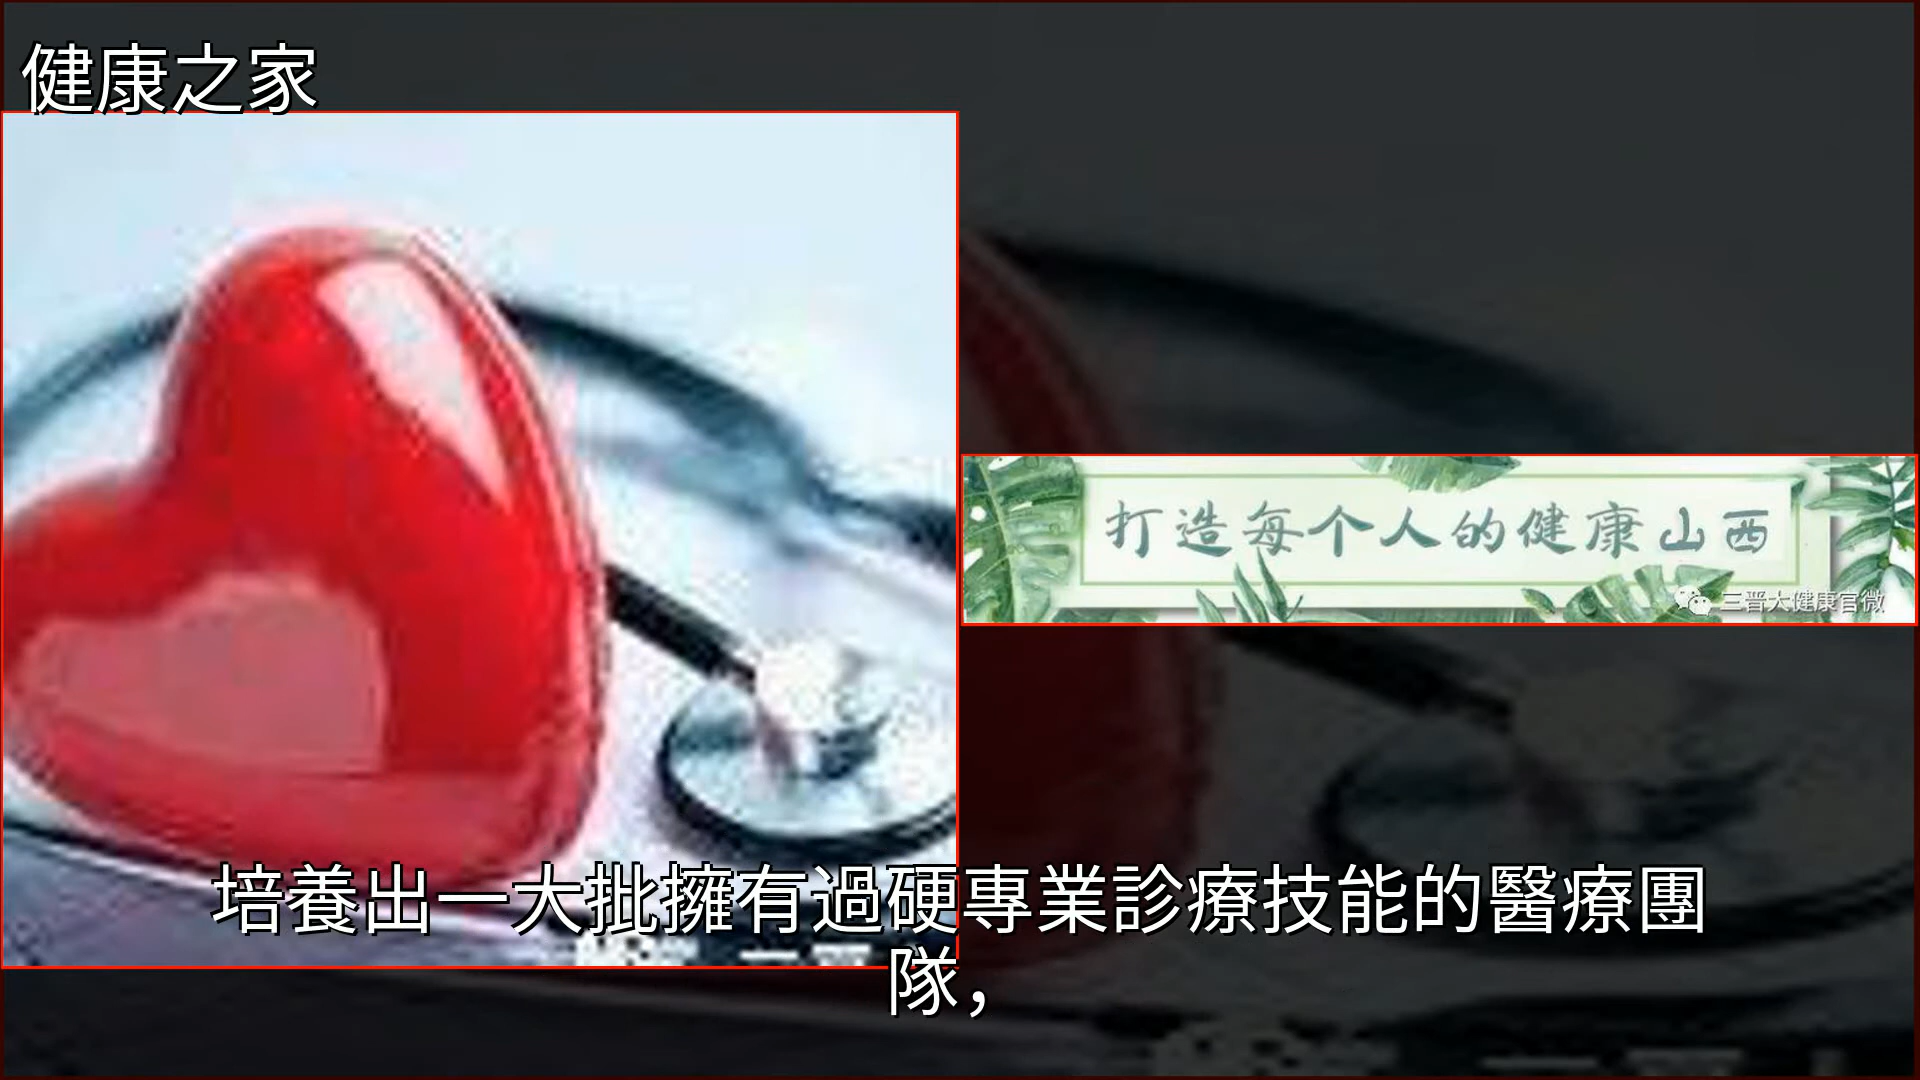 健康之家
打造每个人的健康山西
三晋大健康官微
培養出一大批擁有過硬專業診療技能的醫療團
隊，